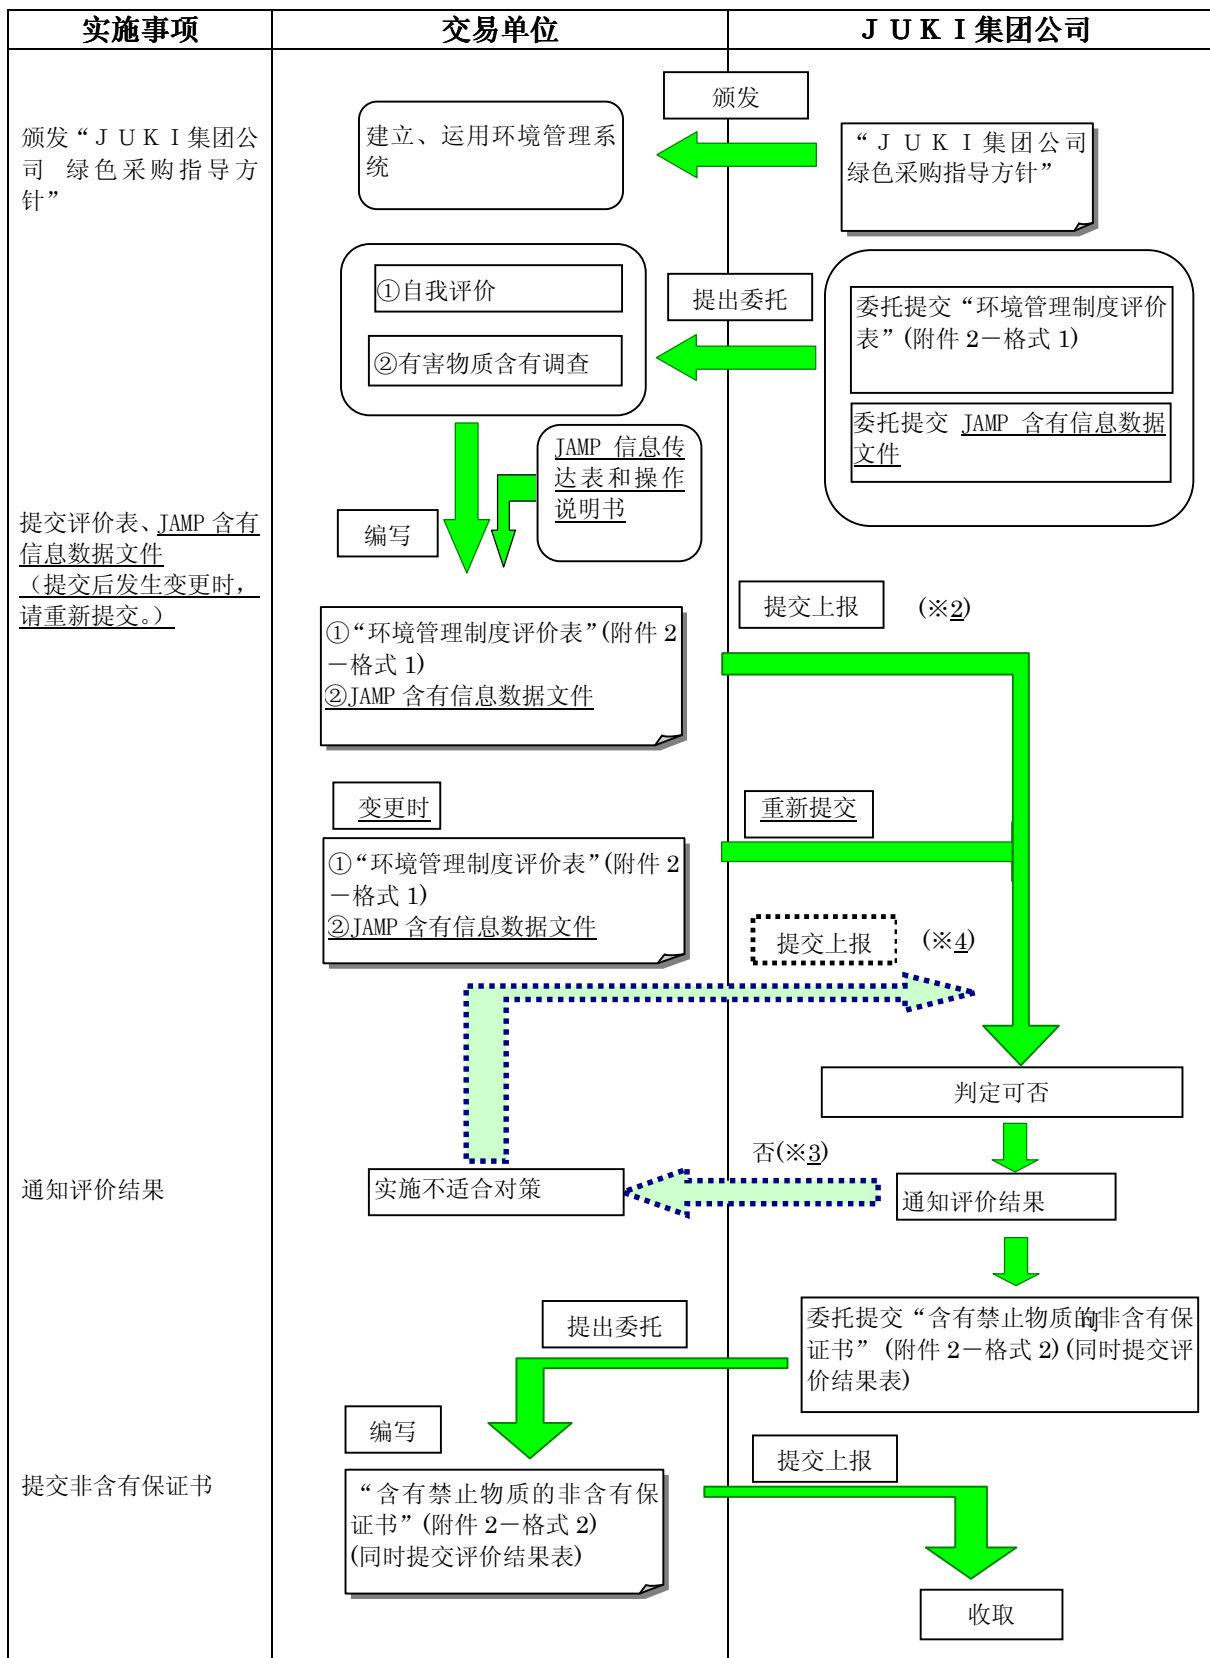 实施事项
交易单位
ＪＵＫＩ集团公司
颁发
颁发“ＪＵＫＩ集团公
司 绿色采购指导方
针”
建立、运用环境管理系
统
“ＪＵＫＩ集团公司
绿色采购指导方针”
①自我评价
②有害物质含有调查
提出委托
委托提交“环境管理制度评价
表”(附件 2－格式 1)
委托提交 JAMP 含有信息数据
文件
JAMP 信息传
达表和操作
说明书
编写
提交评价表、JAMP 含有
信息数据文件
（提交后发生变更时，
请重新提交。）
提交上报 (※2)
①“环境管理制度评价表”(附件 2
－格式 1)
②JAMP 含有信息数据文件
变更时
重新提交
①“环境管理制度评价表”(附件 2
－格式 1)
②JAMP 含有信息数据文件
提交上报 (※4)
判定可否
否(※3)
通知评价结果
实施不适合对策
通知评价结果
提出委托
委托提交“含有禁止物质的非含有保
证书” (附件 2－格式 2) (同时提交评
价结果表)
编写
提交上报
提交非含有保证书
“含有禁止物质的非含有保
证书” (附件 2－格式 2)
(同时提交评价结果表)
收取